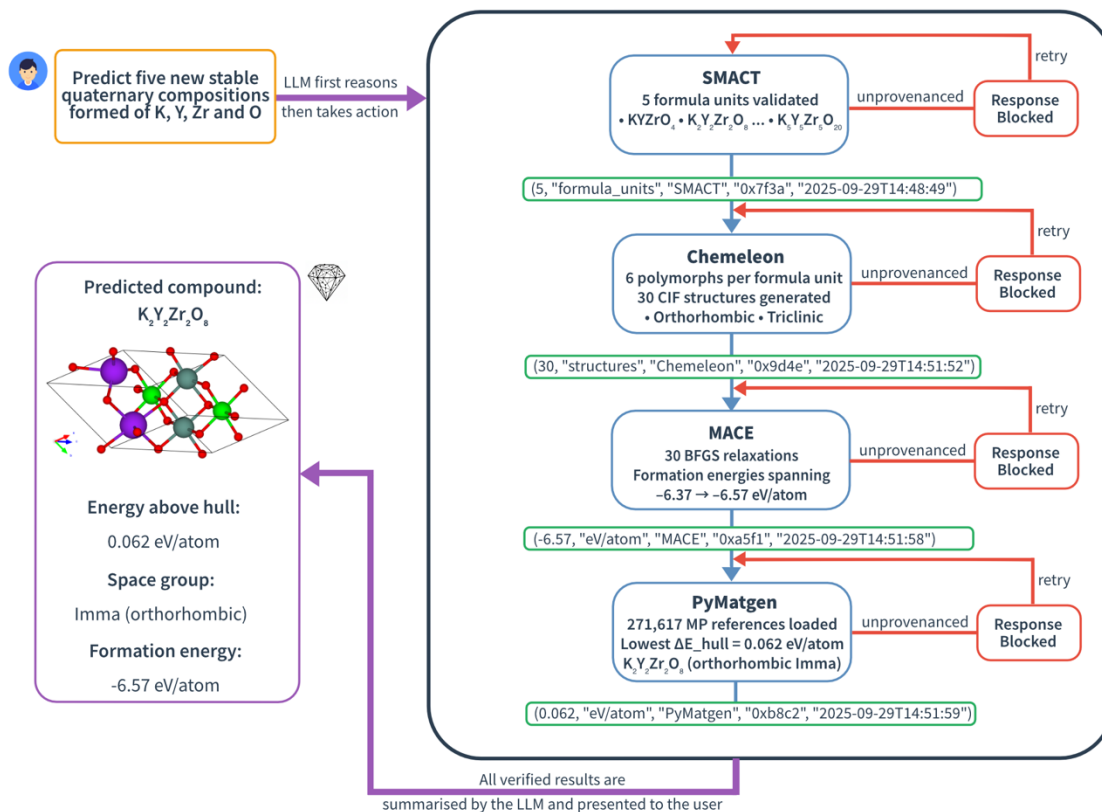 Predict five new stable
quaternary compositions
formed of K, Y, Zr and O
LLM first reasons
then takes action
SMACT
5 formula units validated
• KYZrO₄ • K₂Y₂Zr₂O₈ ... • K₅Y₅Zr₅O₂₀
unprovenanced
Response
Blocked
retry
(5, "formula_units", "SMACT", "0x7f3a", "2025-09-29T14:48:49")
Chemeleon
6 polymorphs per formula unit
30 CIF structures generated
• Orthorhombic • Triclinic
unprovenanced
Response
Blocked
retry
(30, "structures", "Chemeleon", "0x9d4e", "2025-09-29T14:51:52")
MACE
30 BFGS relaxations
Formation energies spanning
–6.37 → –6.57 eV/atom
unprovenanced
Response
Blocked
retry
(-6.57, "eV/atom", "MACE", "0xa5f1", "2025-09-29T14:51:58")
PyMatgen
271,617 MP references loaded
Lowest ΔE_hull = 0.062 eV/atom
K₂Y₂Zr₂O₈ (orthorhombic Imma)
unprovenanced
Response
Blocked
retry
(0.062, "eV/atom", "PyMatgen", "0xb8c2", "2025-09-29T14:51:59")
All verified results are
summarised by the LLM and presented to the user
Predicted compound:
K₂Y₂Zr₂O₈
Energy above hull:
0.062 eV/atom
Space group:
Imma (orthorhombic)
Formation energy:
-6.57 eV/atom